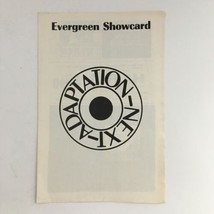 Evergreen Showcard
ADAPTATION-NEXT-